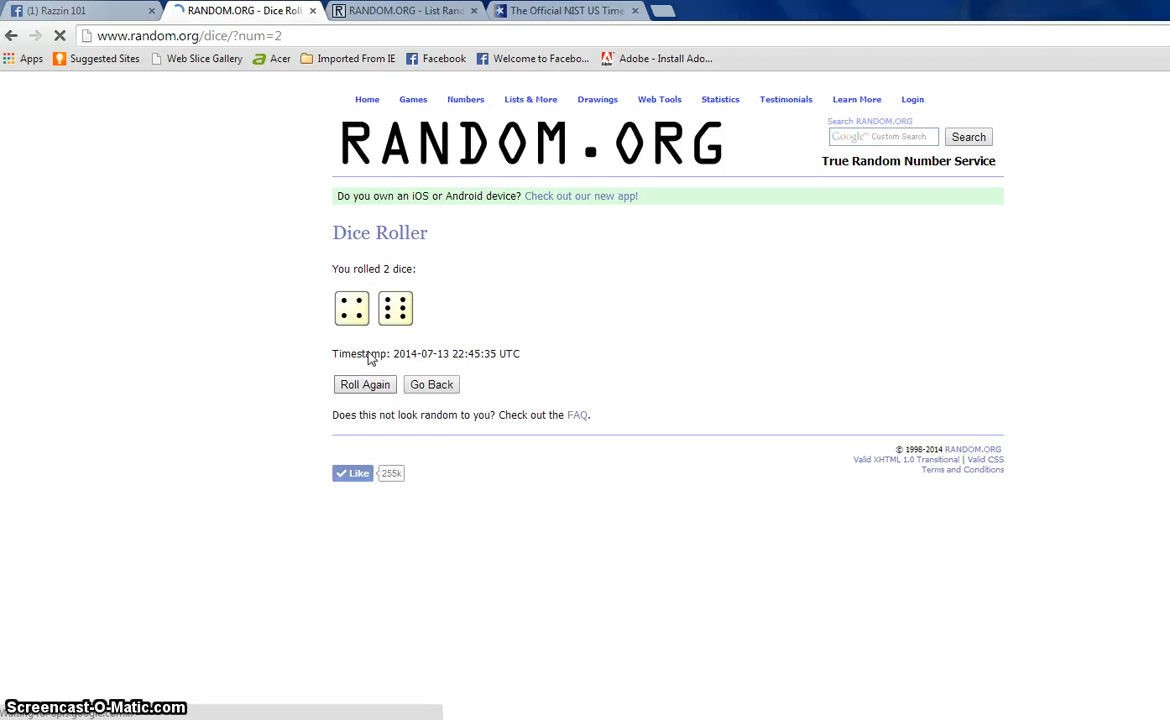 (1) Razzin 101
RANDOM.ORG - Dice Roll
RANDOM.ORG - List Rand
The Official NIST US Time
www.random.org/dice/?num=2
Apps Suggested Sites Web Slice Gallery Acer Imported From IE Facebook Welcome to Facebo... Adobe - Install Ado...
Home Games Numbers Lists & More Drawings Web Tools Statistics Testimonials Learn More Login
RANDOM.ORG
Search RANDOM.ORG
Google™ Custom Search Search
True Random Number Service
Do you own an iOS or Android device? Check out our new app!
Dice Roller
You rolled 2 dice:
Timestamp: 2014-07-13 22:45:35 UTC
Roll Again Go Back
Does this not look random to you? Check out the FAQ.
© 1998-2014 RANDOM.ORG
Valid XHTML 1.0 Transitional | Valid CSS
Terms and Conditions
Like 255k
Screencast-O-Matic.com